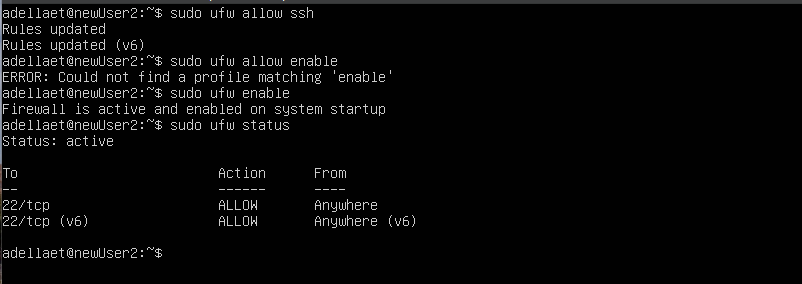 adellaet@newUser2:~$ sudo ufw allow ssh
Rules updated
Rules updated (v6)
adellaet@newUser2:~$ sudo ufw allow enable
ERROR: Could not find a profile matching 'enable'
adellaet@newUser2:~$ sudo ufw enable
Firewall is active and enabled on system startup
adellaet@newUser2:~$ sudo ufw status
Status: active
To                         Action      From
--                         ------      ----
22/tcp                     ALLOW       Anywhere
22/tcp (v6)                ALLOW       Anywhere (v6)
adellaet@newUser2:~$